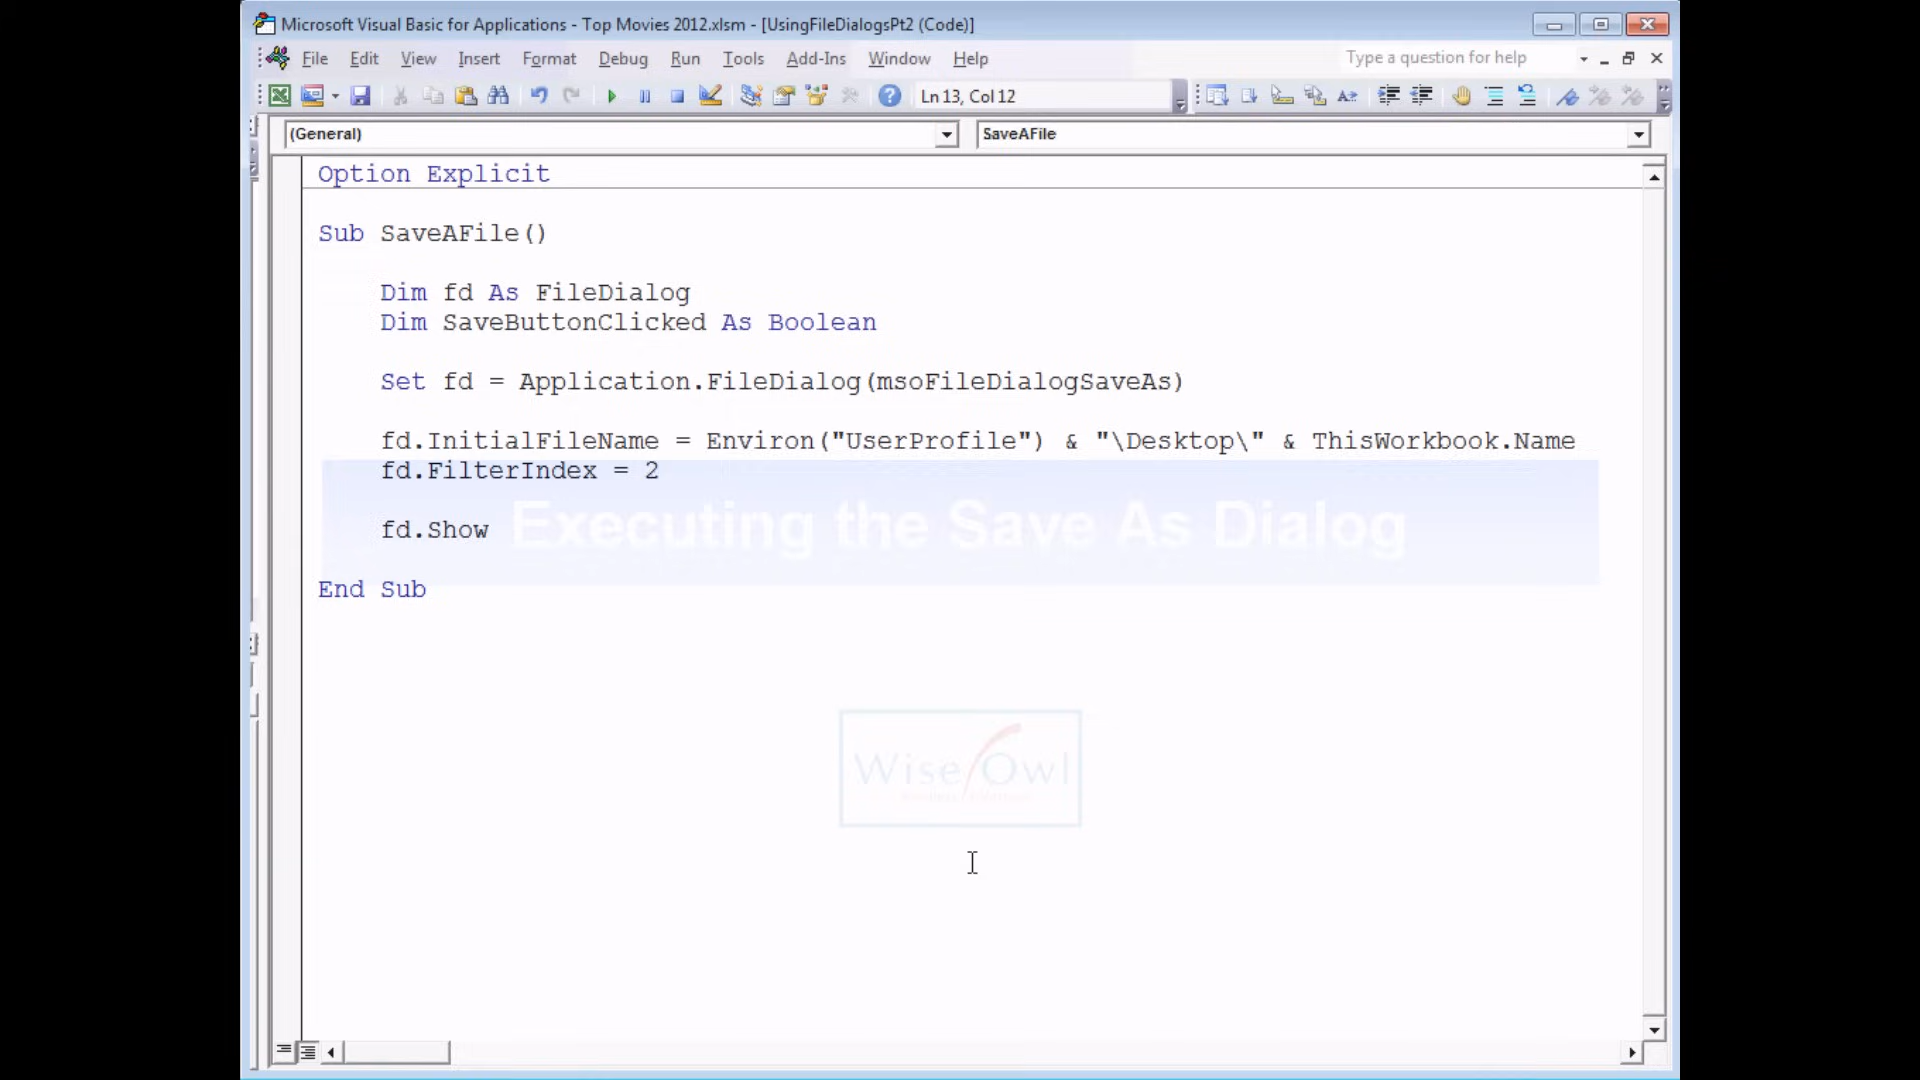 Microsoft Visual Basic for Applications - Top Movies 2012.xlsm - [UsingFileDialogsPt2 (Code)]
File Edit View Insert Format Debug Run Tools Add-Ins Window Help
Type a question for help
Ln 13, Col 12
(General)
SaveAFile
Option Explicit
Sub SaveAFile()
Dim fd As FileDialog
Dim SaveButtonClicked As Boolean
Set fd = Application.FileDialog(msoFileDialogSaveAs)
fd.InitialFileName = Environ("UserProfile") & "\Desktop\" & ThisWorkbook.Name
fd.FilterIndex = 2
fd.Show
Executing the Save As Dialog
End Sub
Wise Owl